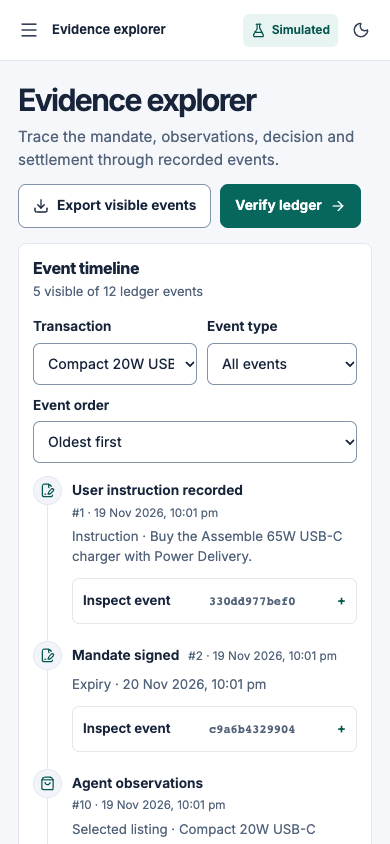 Evidence explorer
Simulated
Evidence explorer
Trace the mandate, observations, decision and
settlement through recorded events.
Export visible events
Verify ledger →
Event timeline
5 visible of 12 ledger events
Transaction
Event type
Compact 20W USB
All events
Event order
Oldest first
User instruction recorded
#1 · 19 Nov 2026, 10:01 pm
Instruction · Buy the Assemble 65W USB-C
charger with Power Delivery.
Inspect event 330dd977bef0 +
Mandate signed #2 · 19 Nov 2026, 10:01 pm
Expiry · 20 Nov 2026, 10:01 pm
Inspect event c9a6b4329904 +
Agent observations
#10 · 19 Nov 2026, 10:01 pm
Selected listing · Compact 20W USB-C